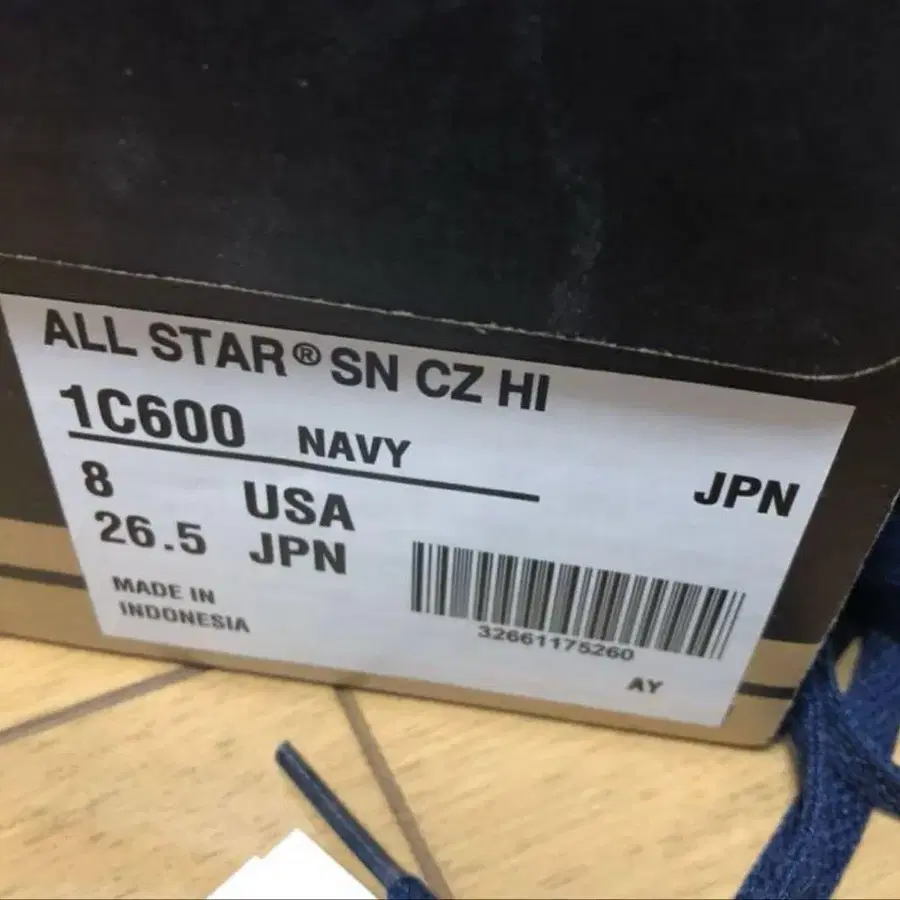 ALL STAR® SN CZ HI
1C600 NAVY
JPN
8 USA
26.5 JPN
MADE IN
INDONESIA
32661175260
AY